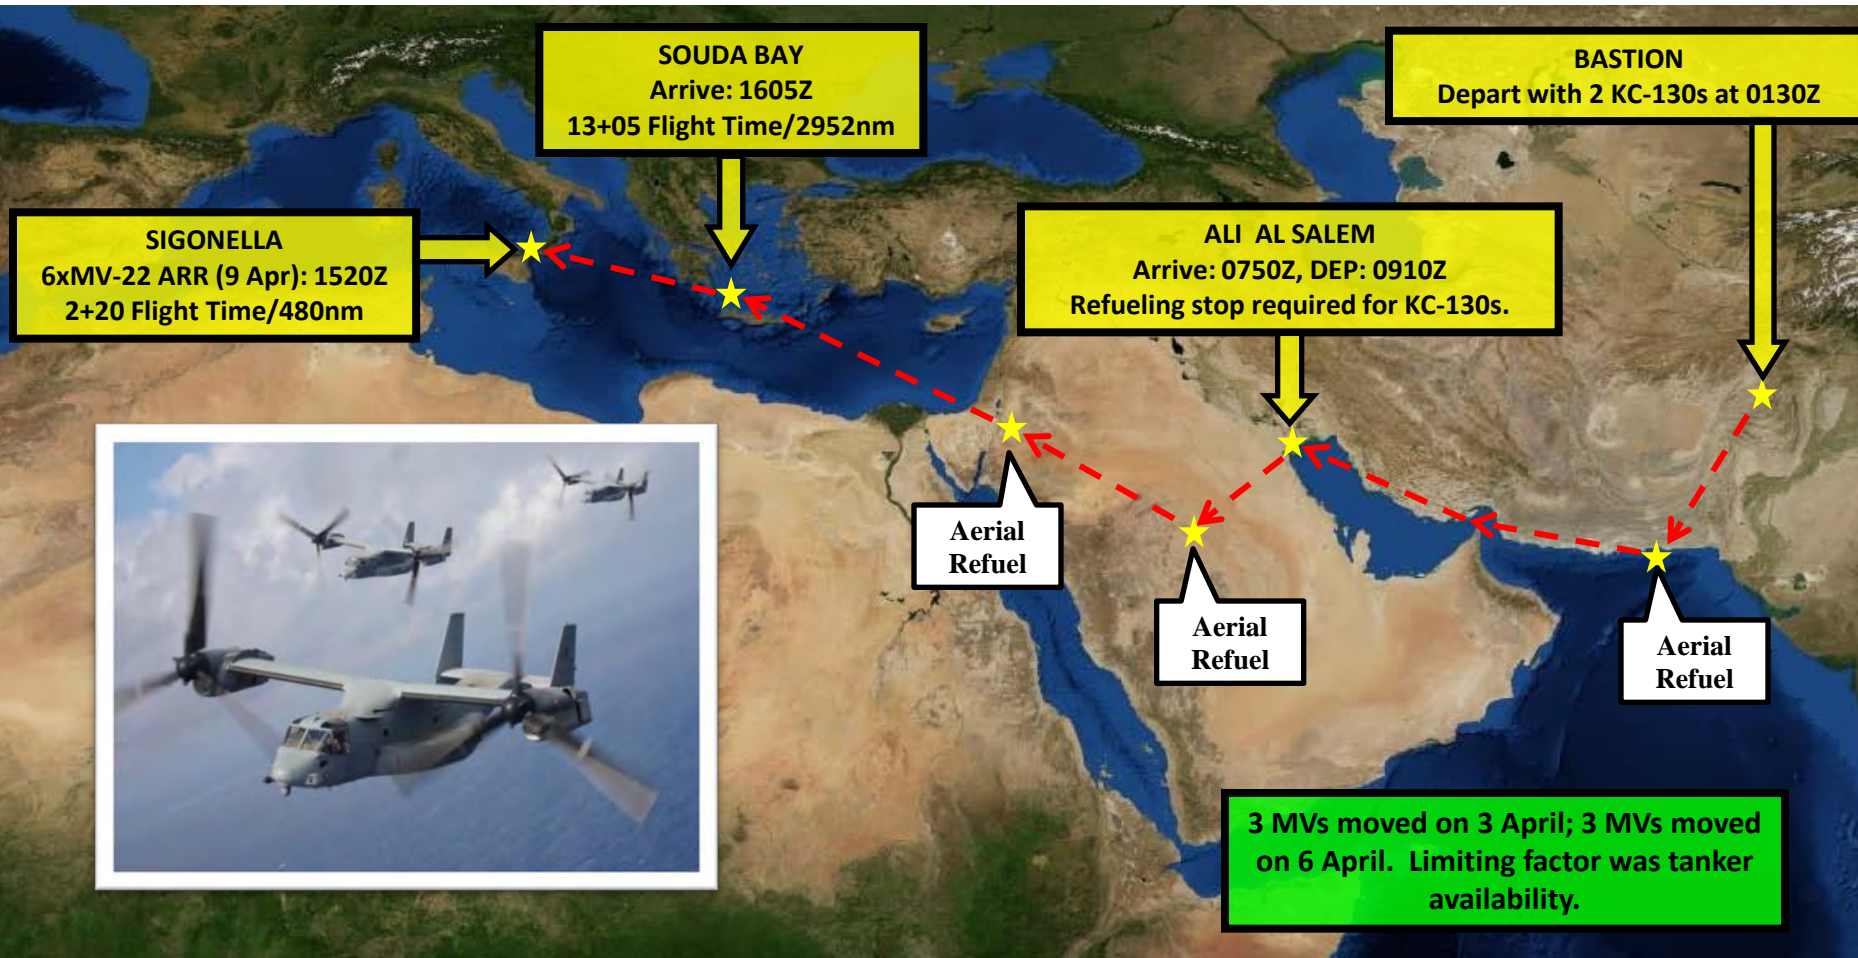 SOUDA BAY
Arrive: 1605Z
13+05 Flight Time/2952nm
BASTION
Depart with 2 KC-130s at 0130Z
SIGONELLA
6xMV-22 ARR (9 Apr): 1520Z
2+20 Flight Time/480nm
ALI  AL SALEM
Arrive: 0750Z, DEP: 0910Z
Refueling stop required for KC-130s.
Aerial
Refuel
Aerial
Refuel
Aerial
Refuel
3 MVs moved on 3 April; 3 MVs moved
on 6 April.  Limiting factor was tanker
availability.